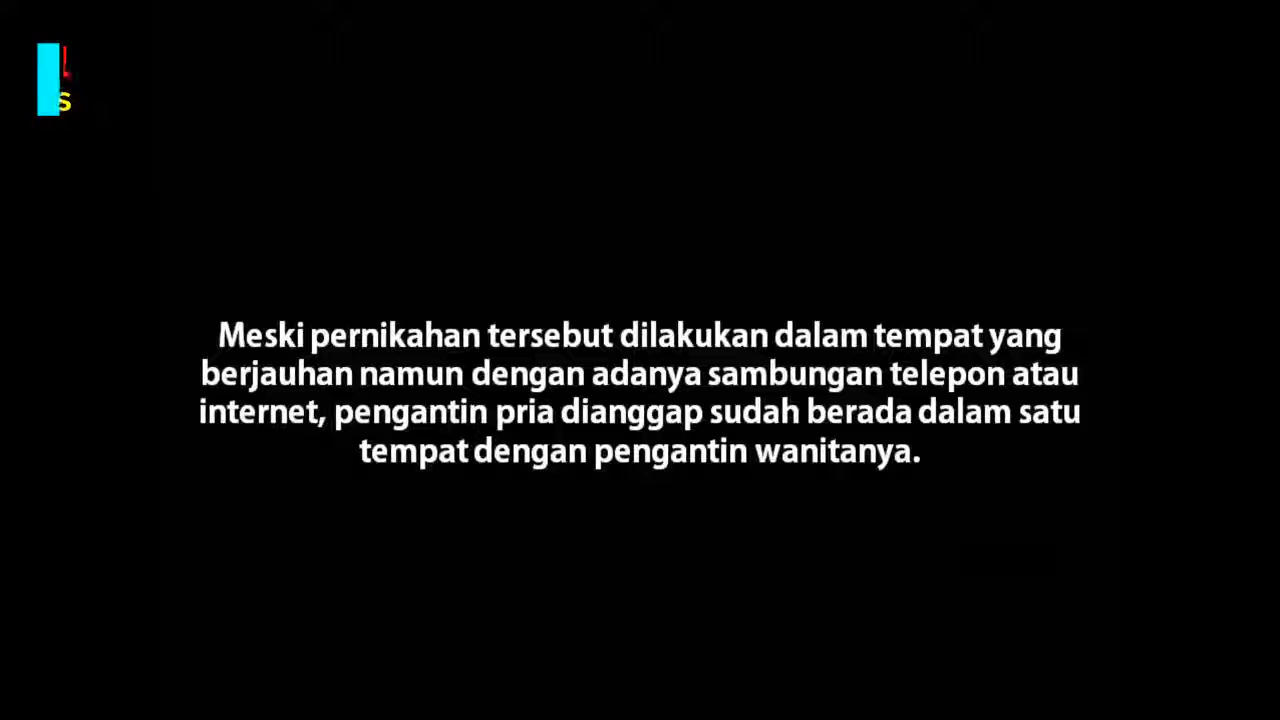 L
s
Meski pernikahan tersebut dilakukan dalam tempat yang
berjauhan namun dengan adanya sambungan telepon atau
internet, pengantin pria dianggap sudah berada dalam satu
tempat dengan pengantin wanitanya.